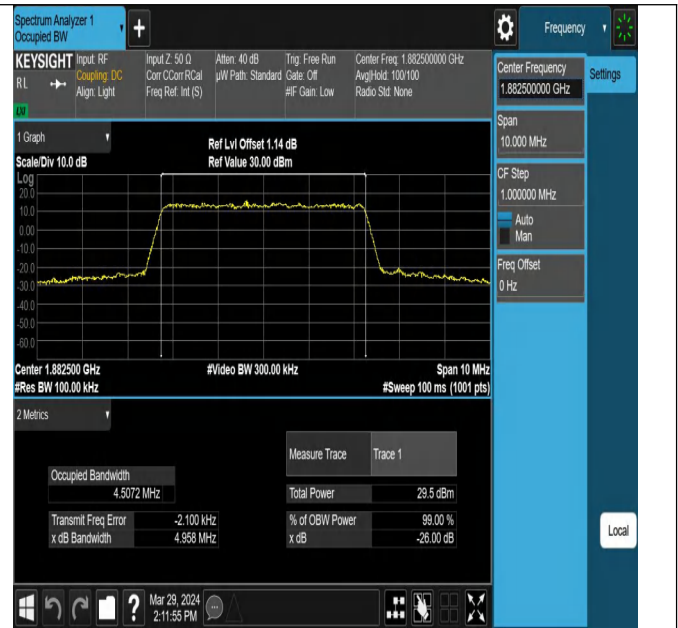 Spectrum Analyzer 1
Occupied BW
+
Frequency
KEYSIGHT
RL
LXI
Input: RF
Coupling: DC
Align: Light
Input Z: 50 Ω
Corr CCorr RCal
Freq Ref: Int (S)
Atten: 40 dB
µW Path: Standard
Trig: Free Run
Gate: Off
#IF Gain: Low
Center Freq: 1.882500000 GHz
Avg|Hold: 100/100
Radio Std: None
Center Frequency
1.882500000 GHz
Settings
Span
10.000 MHz
CF Step
1.000000 MHz
Auto
Man
Freq Offset
0 Hz
Local
1 Graph
Scale/Div 10.0 dB
Ref Lvl Offset 1.14 dB
Ref Value 30.00 dBm
Log
20.0
10.0
0.00
-10.0
-20.0
-30.0
-40.0
-50.0
-60.0
Center 1.882500 GHz
#Video BW 300.00 kHz
Span 10 MHz
#Res BW 100.00 kHz
#Sweep 100 ms (1001 pts)
2 Metrics
Measure Trace Trace 1
Occupied Bandwidth
4.5072 MHz
Total Power 29.5 dBm
Transmit Freq Error -2.100 kHz
% of OBW Power 99.00 %
x dB Bandwidth 4.958 MHz
x dB -26.00 dB
?
Mar 29, 2024
2:11:55 PM